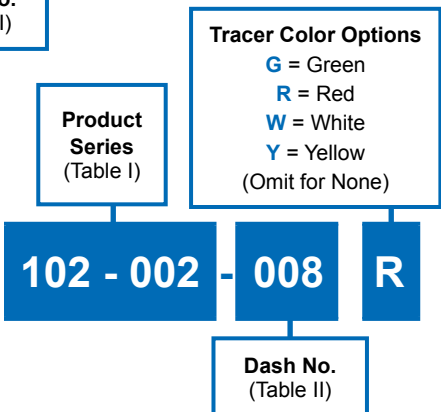 I)
Tracer Color Options
G = Green
R = Red
W = White
Y = Yellow
(Omit for None)
Product
Series
(Table I)
102 - 002 - 008 R
Dash No.
(Table II)